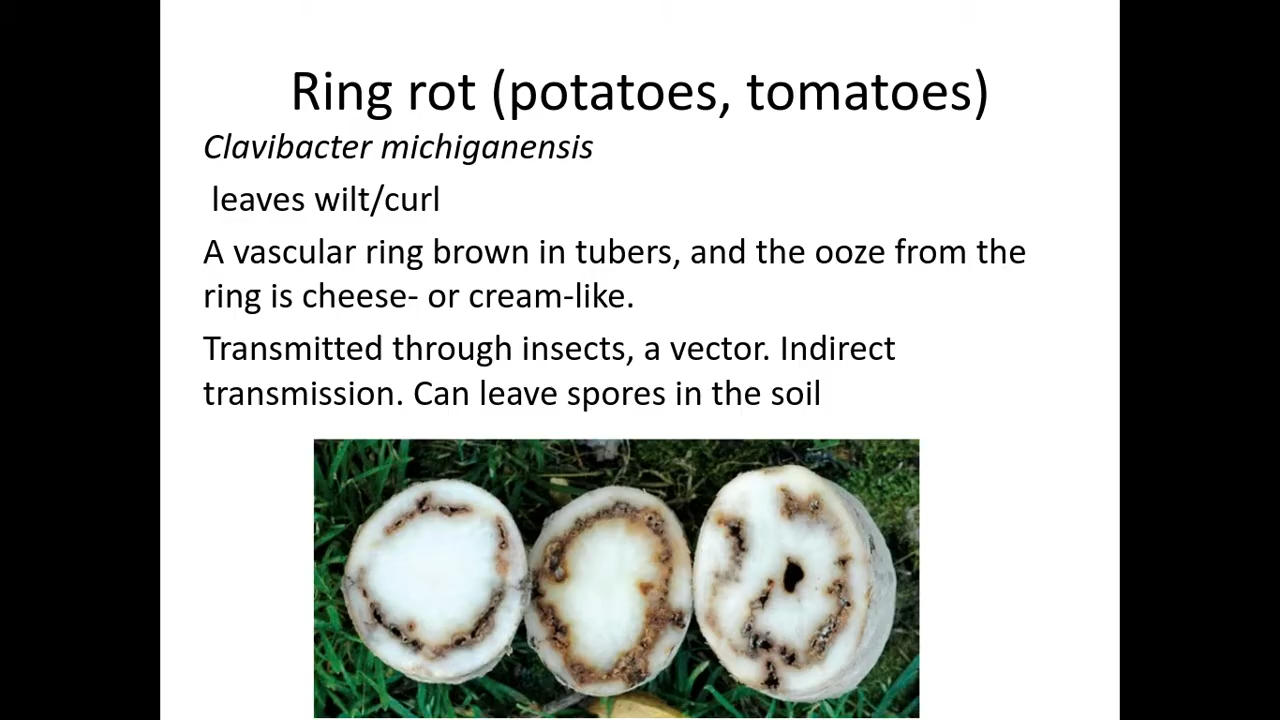 Ring rot (potatoes, tomatoes)
Clavibacter michiganensis
leaves wilt/curl
A vascular ring brown in tubers, and the ooze from the
ring is cheese- or cream-like.
Transmitted through insects, a vector. Indirect
transmission. Can leave spores in the soil